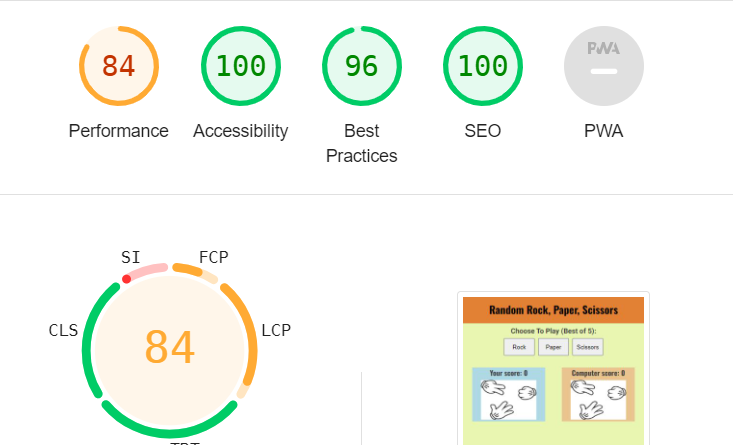 PWA
84
100
96
100
Performance
Accessibility
Best
Practices
SEO
PWA
SI
FCP
CLS
84
LCP
TBT
Random Rock, Paper, Scissors
Choose To Play (Best of 5):
Rock
Paper
Scissors
Your score: 0
Computer score: 0